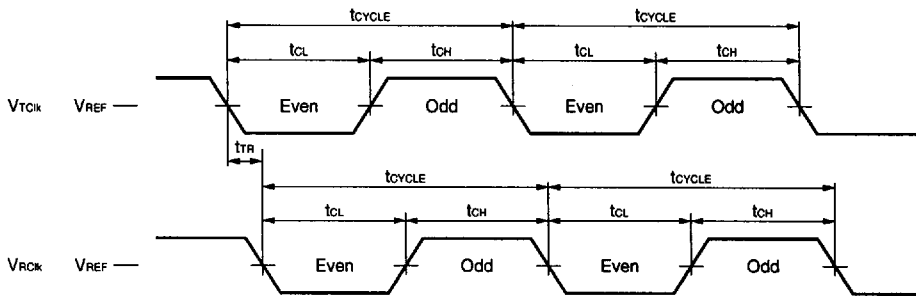 tCYCLE tCYCLE
tCL tCH tCL tCH
VTClk VREF Even Odd Even Odd
tTR
tCYCLE tCYCLE
tCL tCH tCL tCH
VRClk VREF Even Odd Even Odd